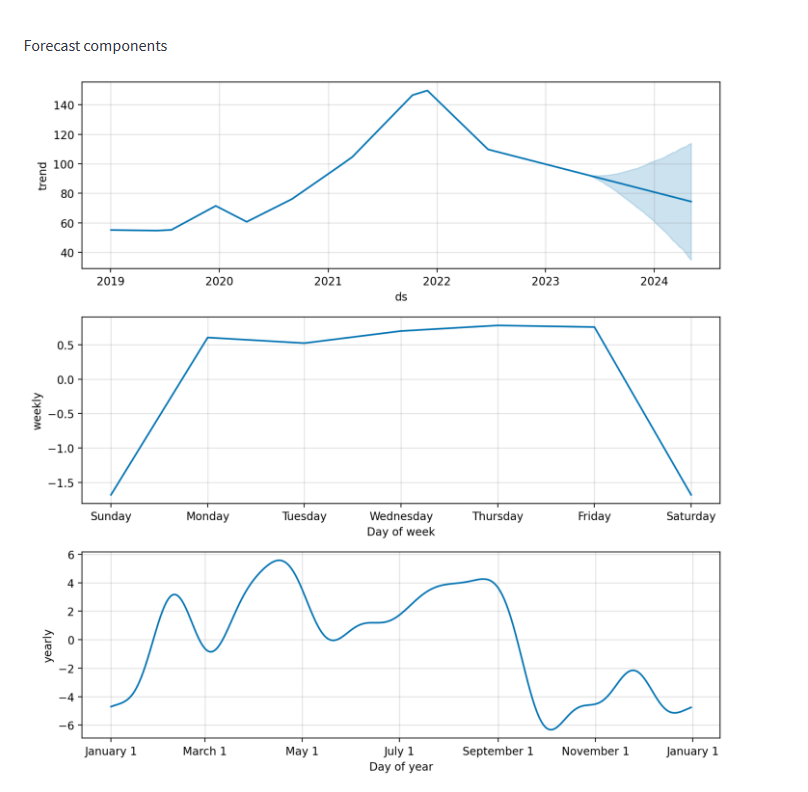 Forecast components
140
120
100
80
60
40
trend
2019 2020 2021 2022 2023 2024
ds
0.5
0.0
−0.5
−1.0
−1.5
weekly
Sunday Monday Tuesday Wednesday Thursday Friday Saturday
Day of week
6
4
2
0
−2
−4
−6
yearly
January 1 March 1 May 1 July 1 September 1 November 1 January 1
Day of year